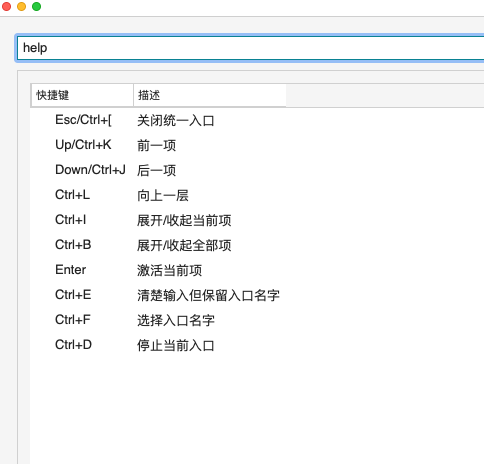 help
快捷键 描述
Esc/Ctrl+[ 关闭统一入口
Up/Ctrl+K 前一项
Down/Ctrl+J 后一项
Ctrl+L 向上一层
Ctrl+I 展开/收起当前项
Ctrl+B 展开/收起全部项
Enter 激活当前项
Ctrl+E 清楚输入但保留入口名字
Ctrl+F 选择入口名字
Ctrl+D 停止当前入口